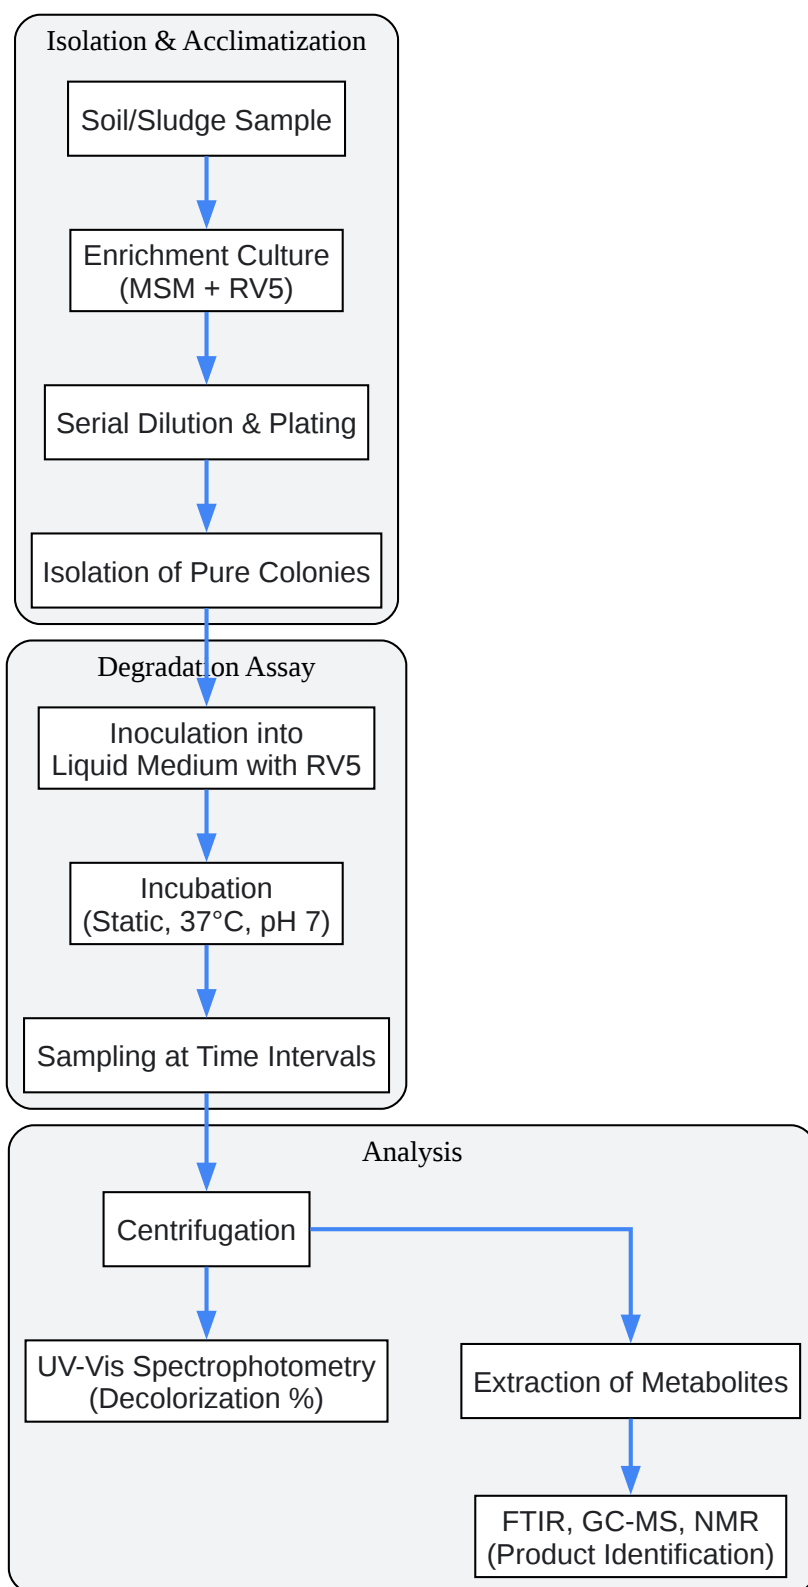 Isolation & Acclimatization
Soil/Sludge Sample
Enrichment Culture
(MSM + RV5)
Serial Dilution & Plating
Isolation of Pure Colonies
Degradation Assay
Inoculation into
Liquid Medium with RV5
Incubation
(Static, 37°C, pH 7)
Sampling at Time Intervals
Analysis
Centrifugation
UV-Vis Spectrophotometry
(Decolorization %)
Extraction of Metabolites
FTIR, GC-MS, NMR
(Product Identification)